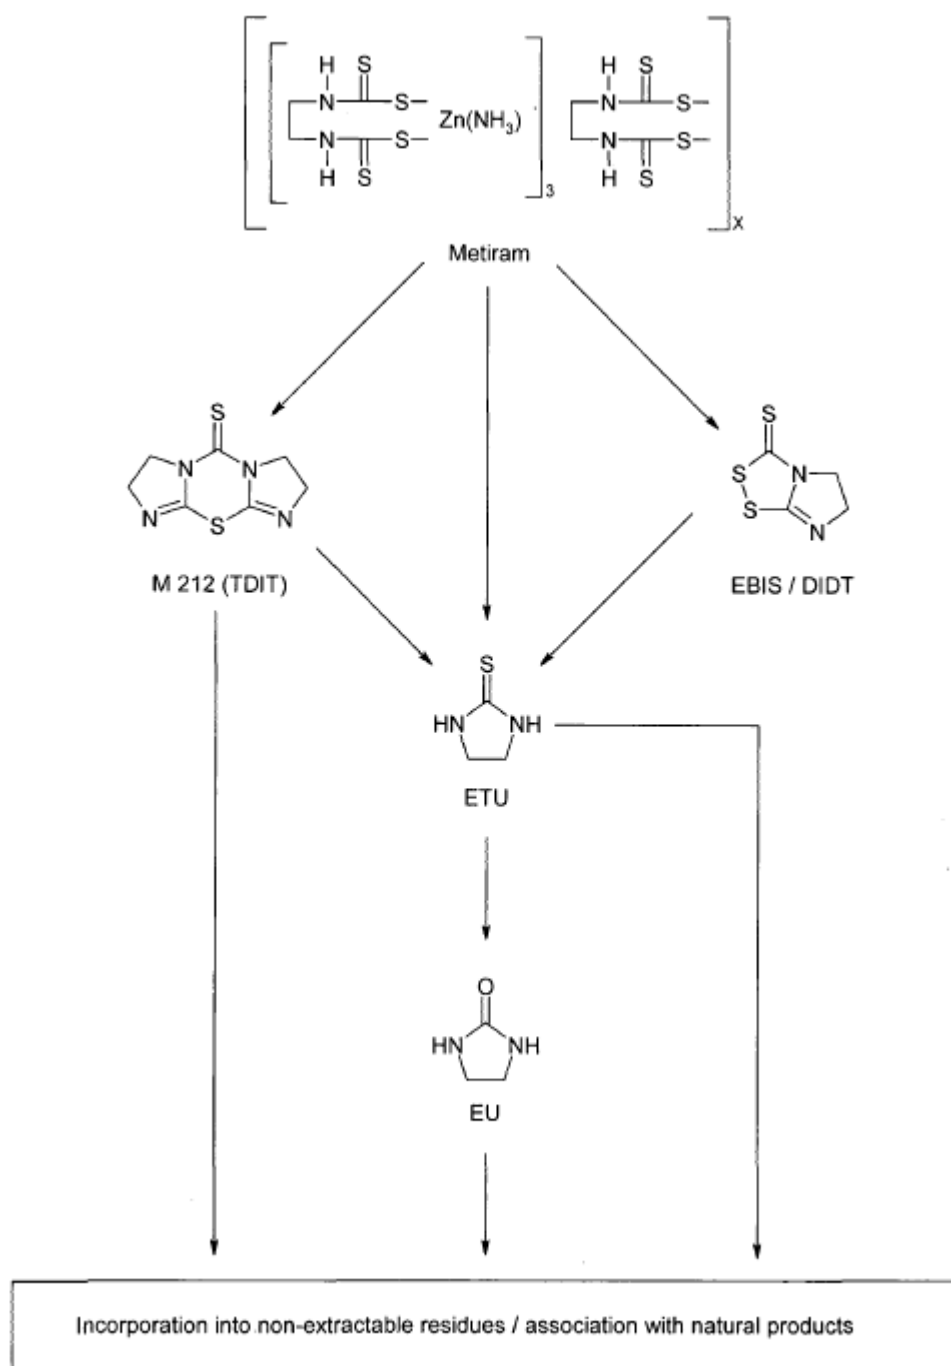 H S H S
N S N S
Zn(NH3)
N S N S
H S H S
3
X
Metiram
S
N N
N S N
M 212 (TDIT)
S
S N
S N
EBIS / DIDT
S
HN NH
ETU
O
HN NH
EU
Incorporation into non-extractable residues / association with natural products